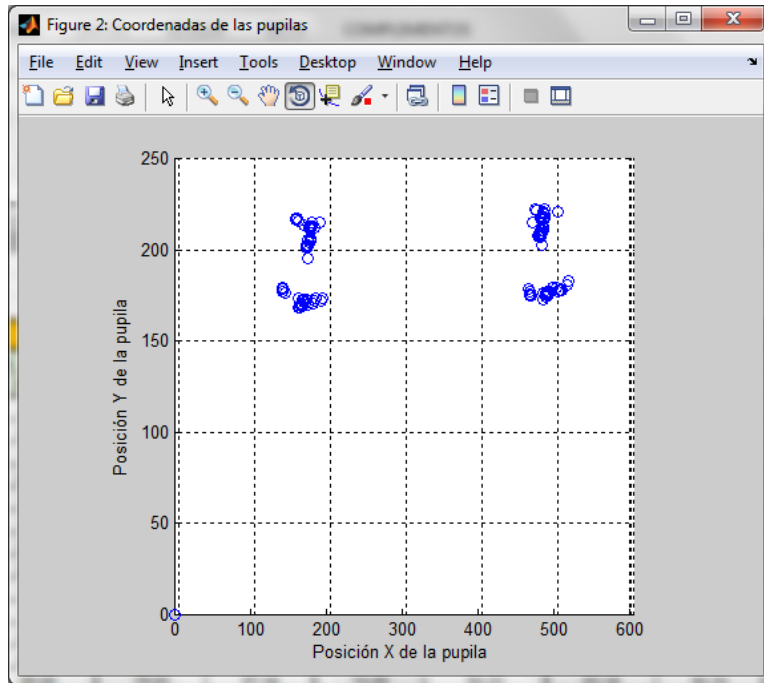 Figure 2: Coordenadas de las pupilas
File Edit View Insert Tools Desktop Window Help
250
200
150
100
50
0
Posición Y de la pupila
0 100 200 300 400 500 600
Posición X de la pupila